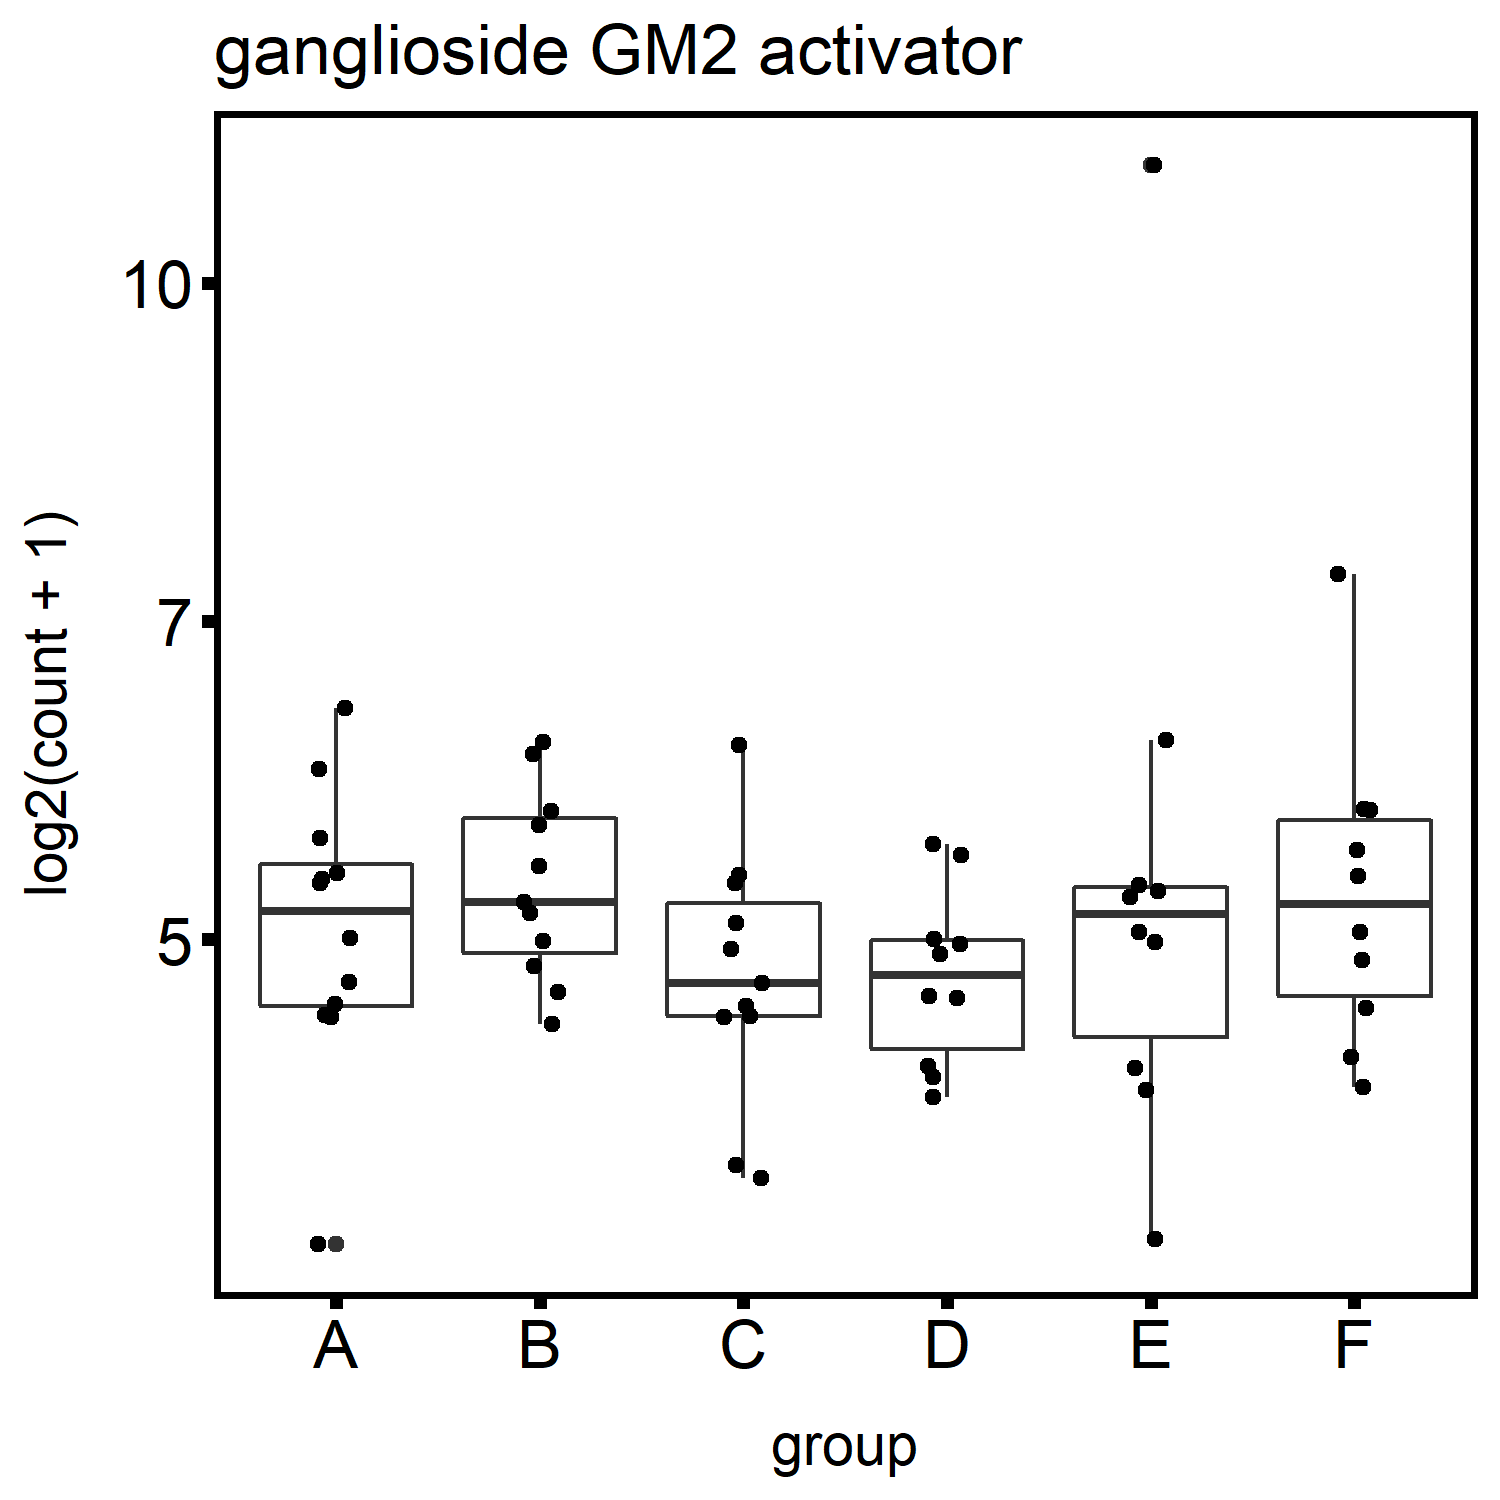 ganglioside GM2 activator
log2(count + 1)
10
7
5
A B C D E F
group